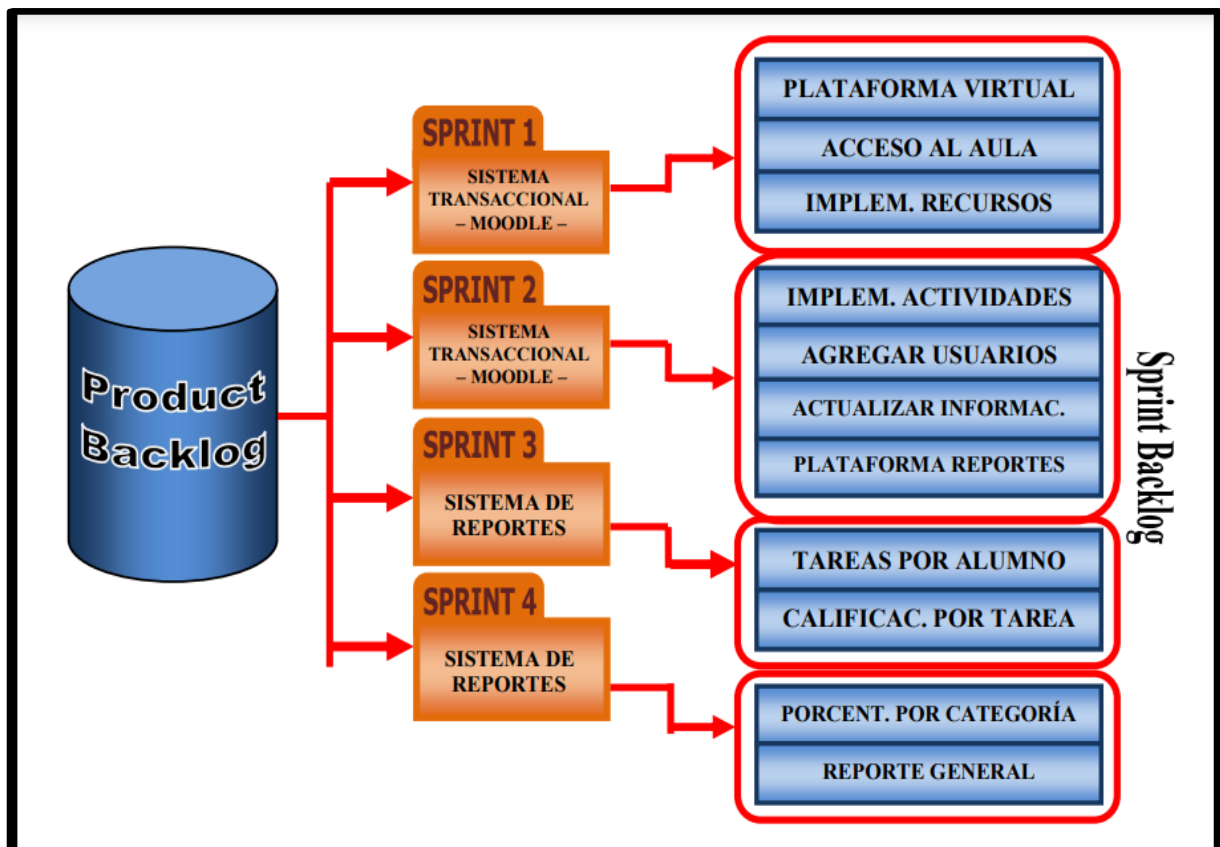 Product
Backlog
SPRINT 1
SISTEMA
TRANSACCIONAL
– MOODLE –
PLATAFORMA VIRTUAL
ACCESO AL AULA
IMPLEM. RECURSOS
SPRINT 2
SISTEMA
TRANSACCIONAL
– MOODLE –
IMPLEM. ACTIVIDADES
AGREGAR USUARIOS
ACTUALIZAR INFORMAC.
PLATAFORMA REPORTES
SPRINT 3
SISTEMA DE
REPORTES
TAREAS POR ALUMNO
CALIFICAC. POR TAREA
SPRINT 4
SISTEMA DE
REPORTES
PORCENT. POR CATEGORÍA
REPORTE GENERAL
Sprint Backlog